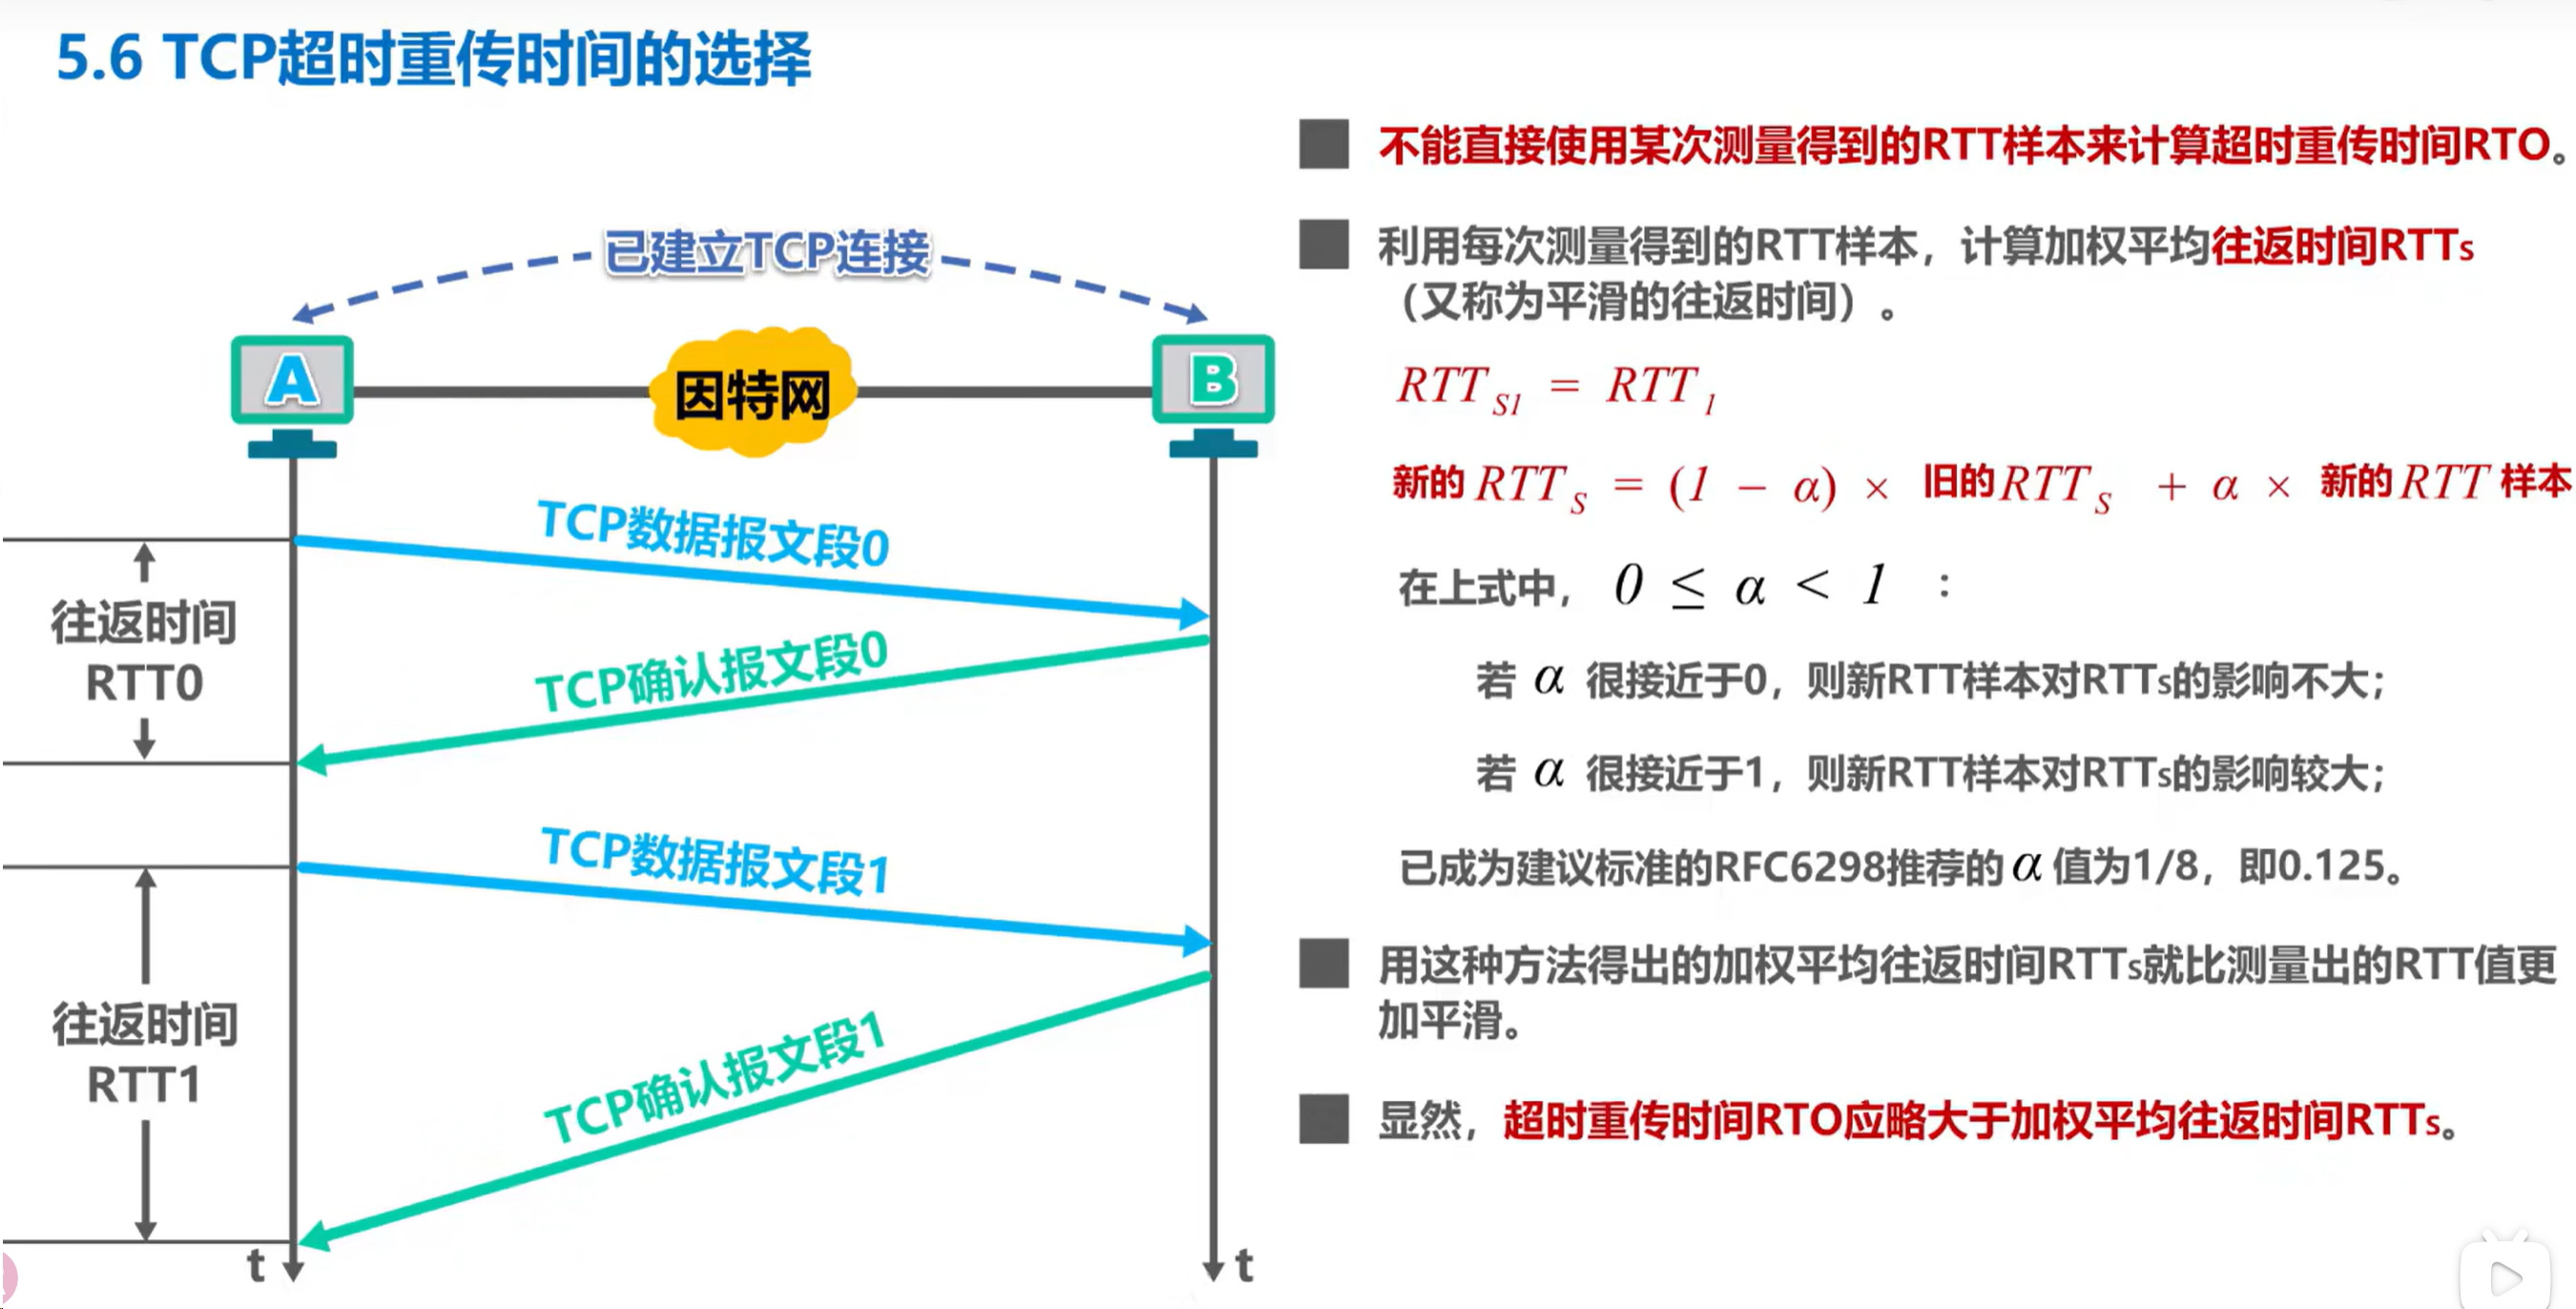 5.6 TCP超时重传时间的选择
已建立TCP连接
A
因特网
B
TCP数据报文段0
往返时间
RTT0
TCP确认报文段0
TCP数据报文段1
往返时间
RTT1
TCP确认报文段1
t
t
不能直接使用某次测量得到的RTT样本来计算超时重传时间RTO。
利用每次测量得到的RTT样本，计算加权平均往返时间RTTs
（又称为平滑的往返时间）。
RTT S1 = RTT 1
新的 RTT S = (1 − α) × 旧的 RTT S + α × 新的 RTT 样本
在上式中， 0 ≤ α < 1 ：
若 α 很接近于0，则新RTT样本对RTTs的影响不大；
若 α 很接近于1，则新RTT样本对RTTs的影响较大；
已成为建议标准的RFC6298推荐的 α 值为1/8，即0.125。
用这种方法得出的加权平均往返时间RTTs就比测量出的RTT值更
加平滑。
显然，超时重传时间RTO应略大于加权平均往返时间RTTs。